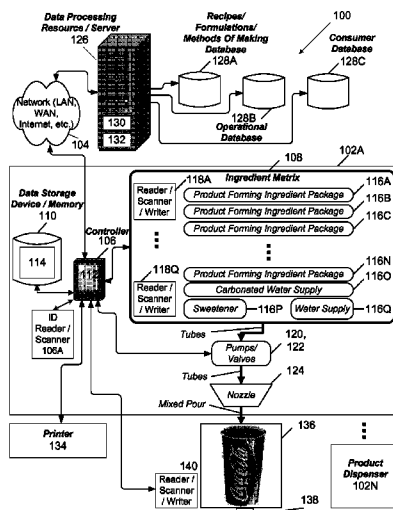 Data Processing
Resource / Server
126
Recipes/
Formulations/
Methods Of Making
Database
128A
100
Consumer
Database
128C
128B
Operational
Database
130
132
Network (LAN,
WAN,
Internet, etc.)
104
102A
108
Ingredient Matrix
Data Storage
Device / Memory
110
114
Controller
106
112
118A
Reader /
Scanner
/ Writer
Product Forming Ingredient Package
116A
Product Forming Ingredient Package
116B
Product Forming Ingredient Package
116C
118Q
Reader /
Scanner
/ Writer
Product Forming Ingredient Package
116N
Carbonated Water Supply
116O
Sweetener
116P
Water Supply
116Q
ID
Reader /
Scanner
106A
Tubes
Pumps/
Valves
120,
122
Tubes
Nozzle
124
Mixed Pour
Printer
134
136
Coca-Cola
140
Reader /
Scanner
/ Writer
138
Product
Dispenser
102N